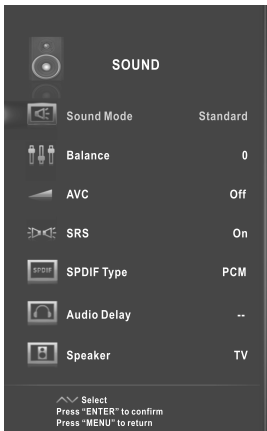 SOUND
Sound Mode Standard
Balance 0
AVC Off
SRS On
SPDIF SPDIF Type PCM
Audio Delay --
Speaker TV
Select
Press “ENTER” to confirm
Press “MENU” to return